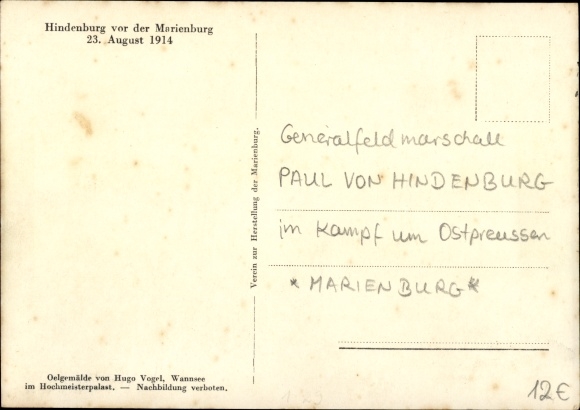 Hindenburg vor der Marienburg
23. August 1914
Verein zur Herstellung der Marienburg.
Generalfeldmarschall
PAUL VON HINDENBURG
im Kampf um Ostpreussen
* MARIENBURG *
Oelgemälde von Hugo Vogel, Wannsee
im Hochmeisterpalast. — Nachbildung verboten.
12€